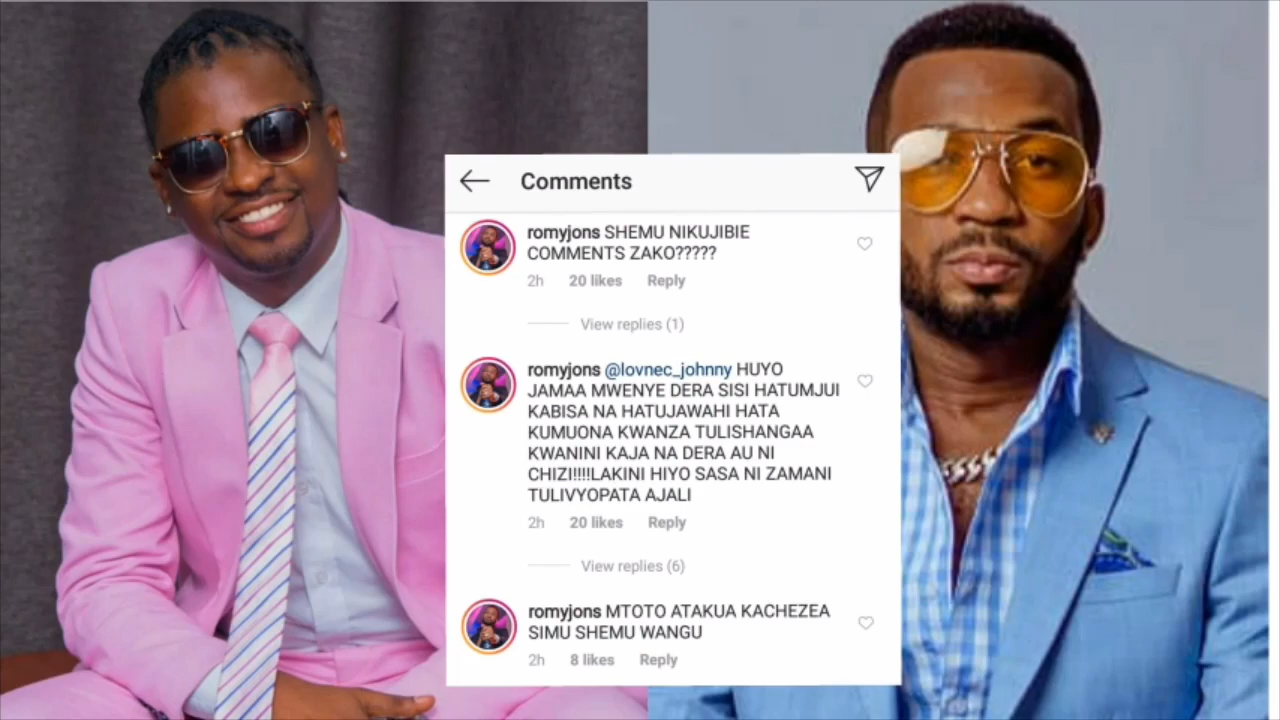 Comments
romyjons SHEMU NIKUJIBIE
COMMENTS ZAKO?????
2h 20 likes Reply
View replies (1)
romyjons @lovnec_johnny HUYO
JAMAA MWENYE DERA SISI HATUMJUI
KABISA NA HATUJAWAHI HATA
KUMUONA KWANZA TULISHANGAA
KWANINI KAJA NA DERA AU NI
CHIZI!!!!!LAKINI HIYO SASA NI ZAMANI
TULIVYOPATA AJALI
2h 20 likes Reply
View replies (6)
romyjons MTOTO ATAKUA KACHEZEA
SIMU SHEMU WANGU
2h 8 likes Reply